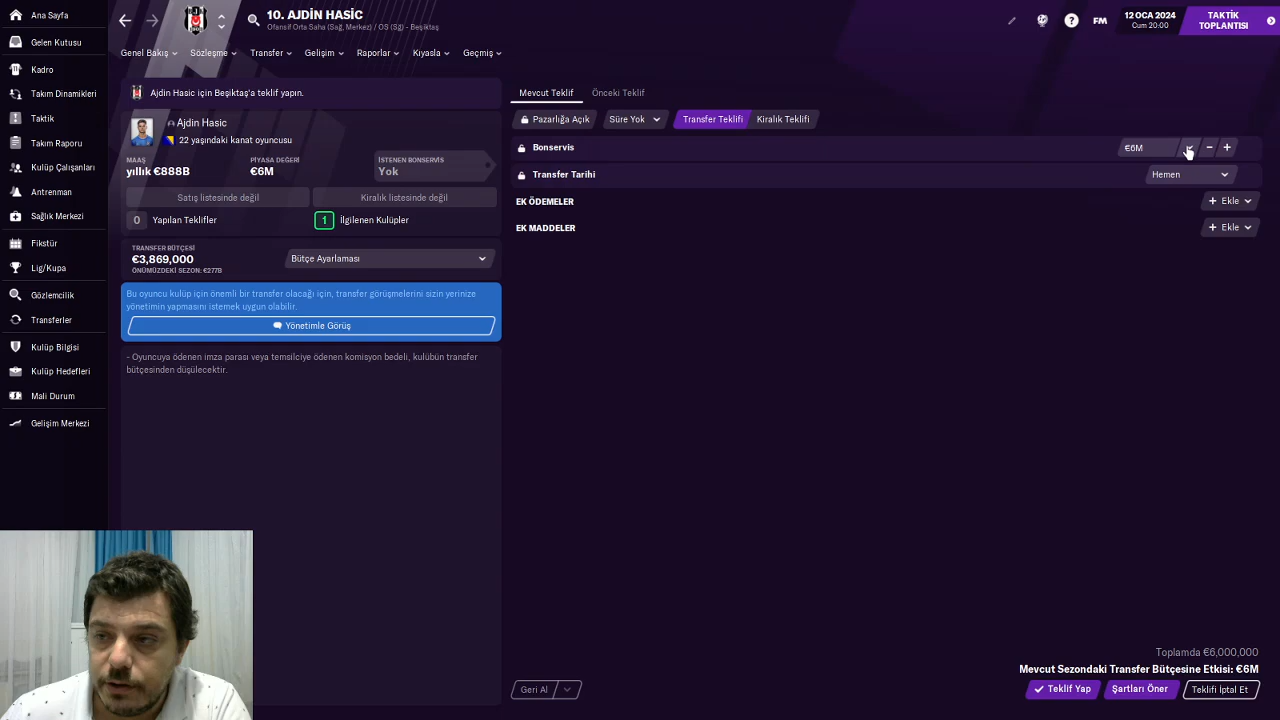 Ana Sayfa
Gelen Kutusu
Kadro
Takım Dinamikleri
Taktik
Takım Raporu
Kulüp Çalışanları
Antrenman
Sağlık Merkezi
Fikstür
Lig/Kupa
Gözlemcilik
Transferler
Kulüp Bilgisi
Kulüp Hedefleri
Mali Durum
Gelişim Merkezi
10. AJDİN HASİC
Ofansif Orta Saha (Sağ, Merkez) / OS (Sğ) - Beşiktaş
FM
12 OCA 2024
Cum 20:00
TAKTİK TOPLANTISI
Genel Bakış
Sözleşme
Transfer
Gelişim
Raporlar
Kıyasla
Geçmiş
Ajdin Hasic için Beşiktaş'a teklif yapın.
Ajdin Hasic
22 yaşındaki kanat oyuncusu
MAAŞ
yıllık €888B
PİYASA DEĞERİ
€6M
İSTENEN BONSERVİS
Yok
Satış listesinde değil
Kiralık listesinde değil
0 Yapılan Teklifler
1 İlgilenen Kulüpler
TRANSFER BÜTÇESİ
€3,869,000
ÖNÜMÜZDEKİ SEZON: €277B
Bütçe Ayarlaması
Bu oyuncu kulüp için önemli bir transfer olacağı için, transfer görüşmelerini sizin yerinize
yönetimin yapmasını istemek uygun olabilir.
Yönetimle Görüş
- Oyuncuya ödenen imza parası veya temsilciye ödenen komisyon bedeli, kulübün transfer
bütçesinden düşülecektir.
Mevcut Teklif
Önceki Teklif
Pazarlığa Açık
Süre Yok
Transfer Teklifi
Kiralık Teklifi
Bonservis
€6M
Transfer Tarihi
Hemen
EK ÖDEMELER
Ekle
EK MADDELER
Ekle
Toplamda €6,000,000
Mevcut Sezondaki Transfer Bütçesine Etkisi: €6M
Geri Al
Teklif Yap
Şartları Öner
Teklifi İptal Et